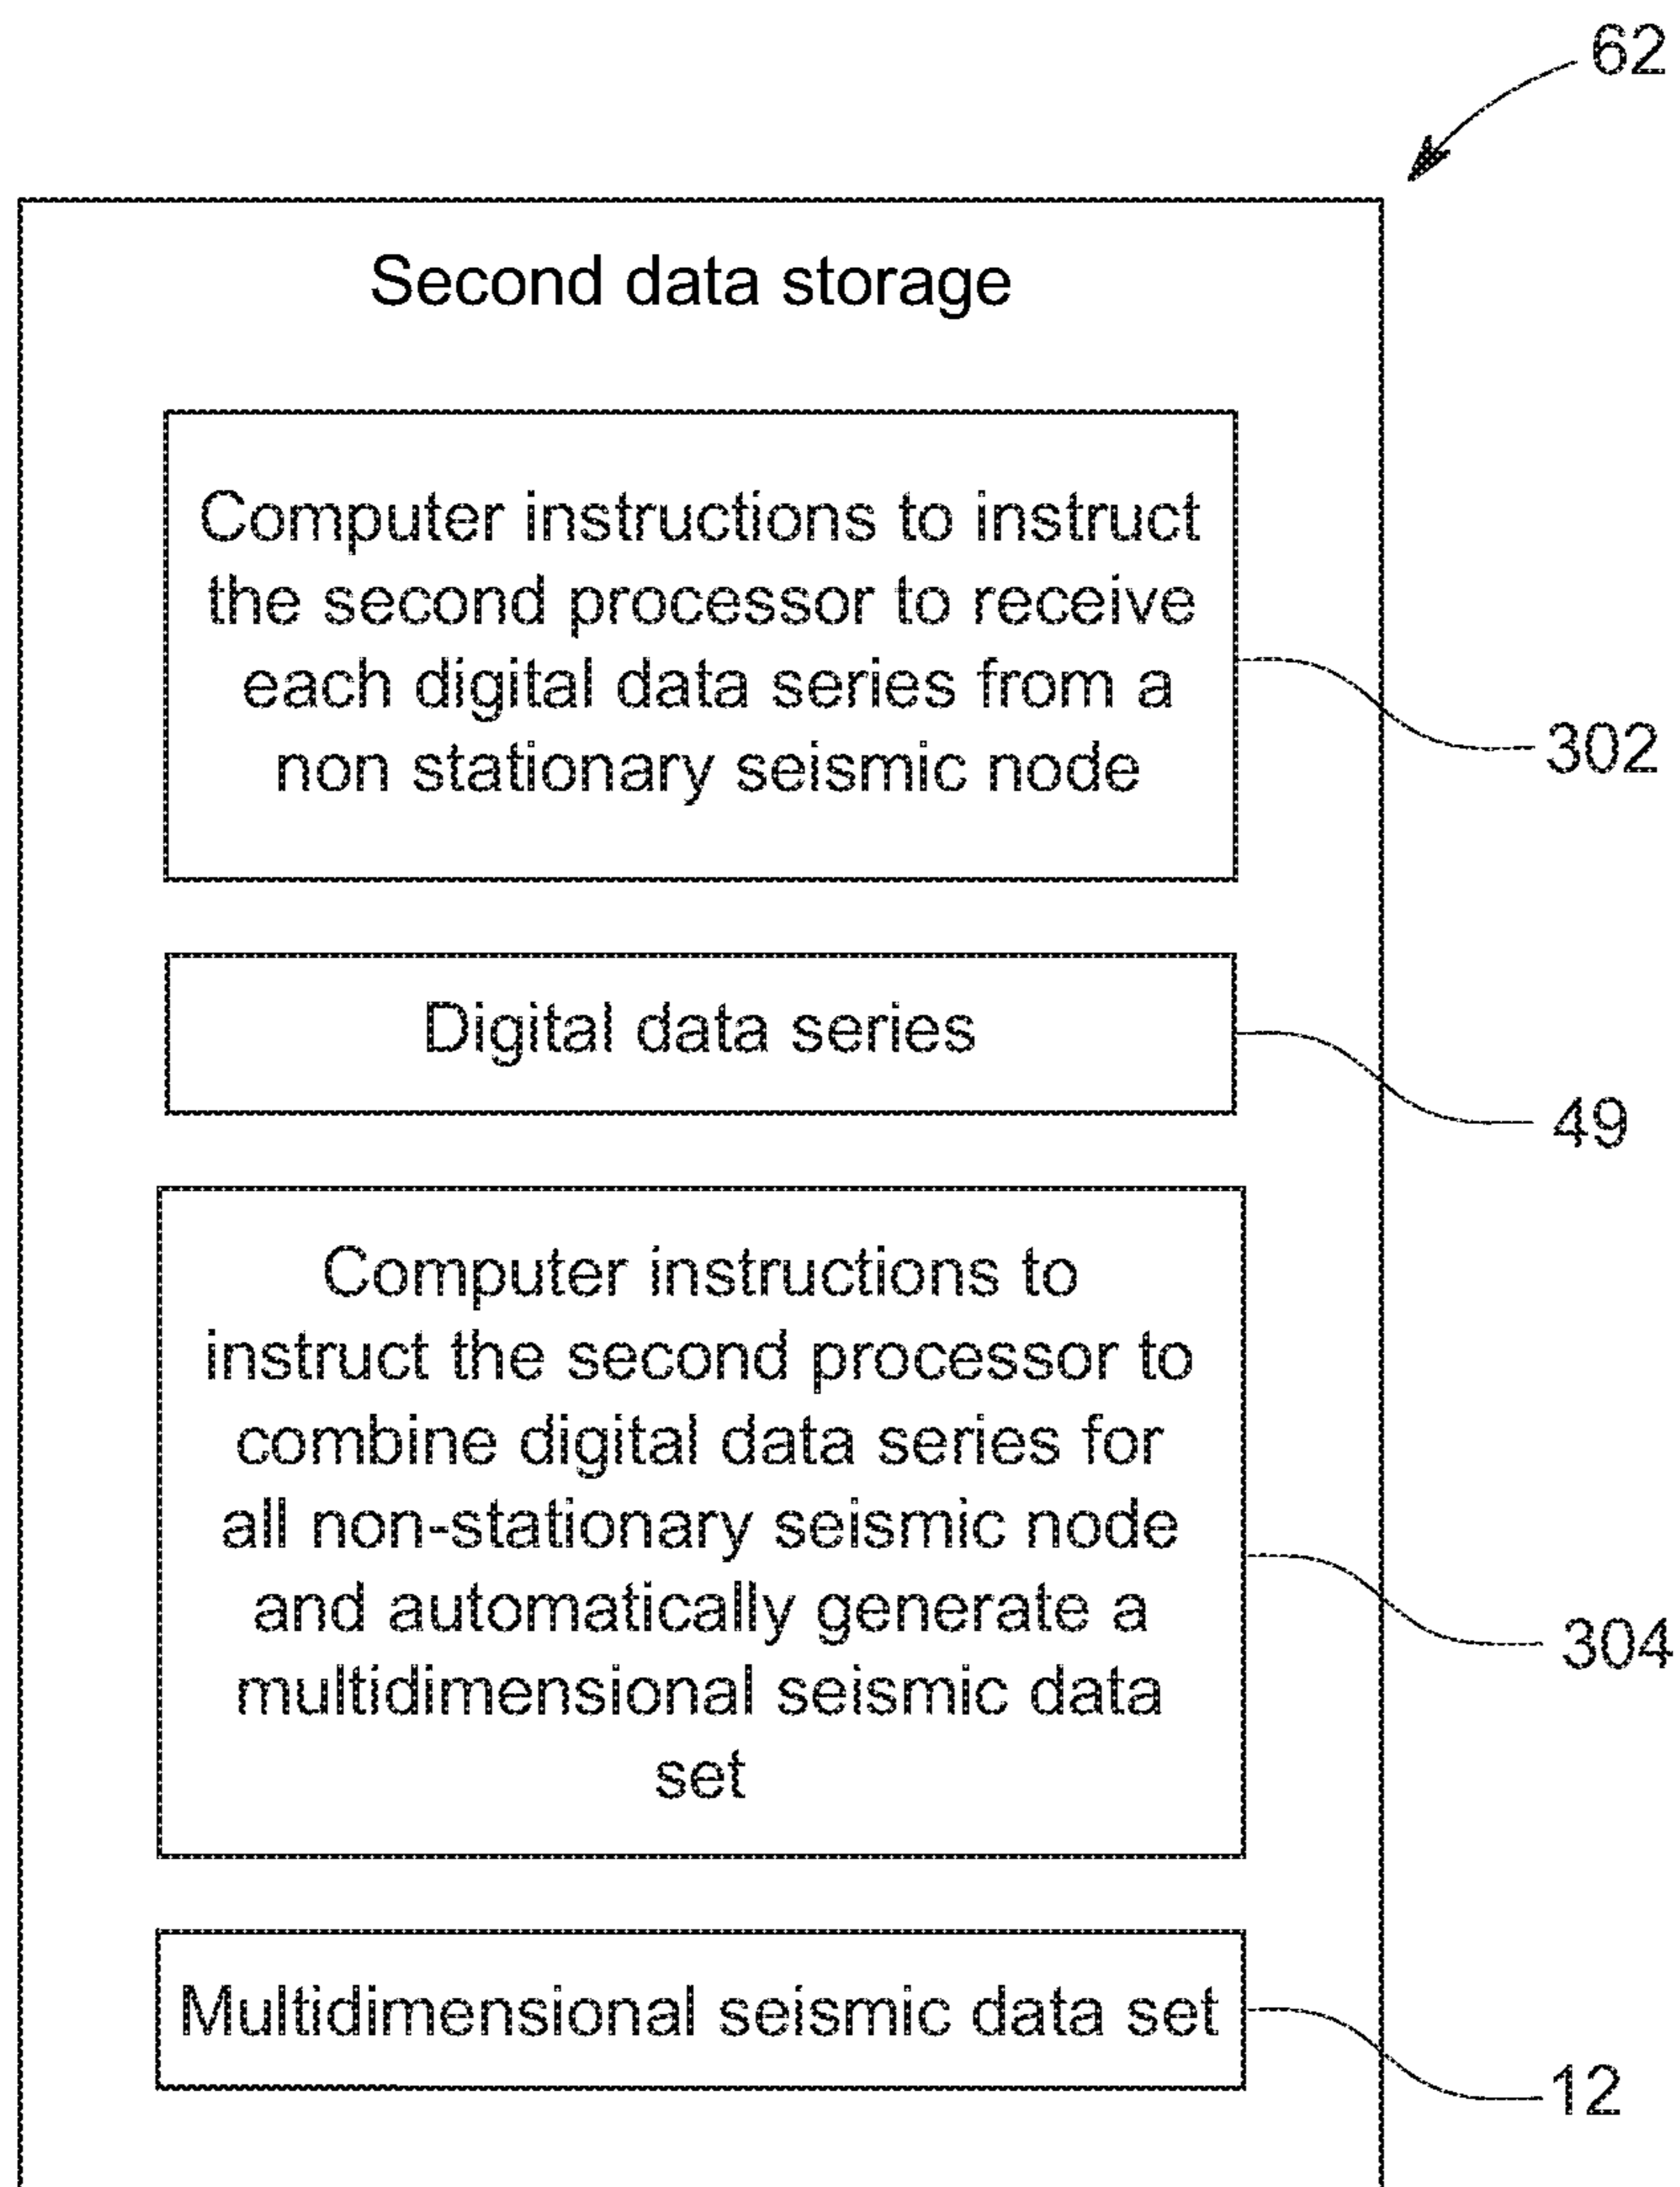 62
Second data storage
Computer instructions to instruct
the second processor to receive
each digital data series from a
non stationary seismic node
302
Digital data series
49
Computer instructions to
instruct the second processor to
combine digital data series for
all non-stationary seismic node
and automatically generate a
multidimensional seismic data
set
304
Multidimensional seismic data set
12